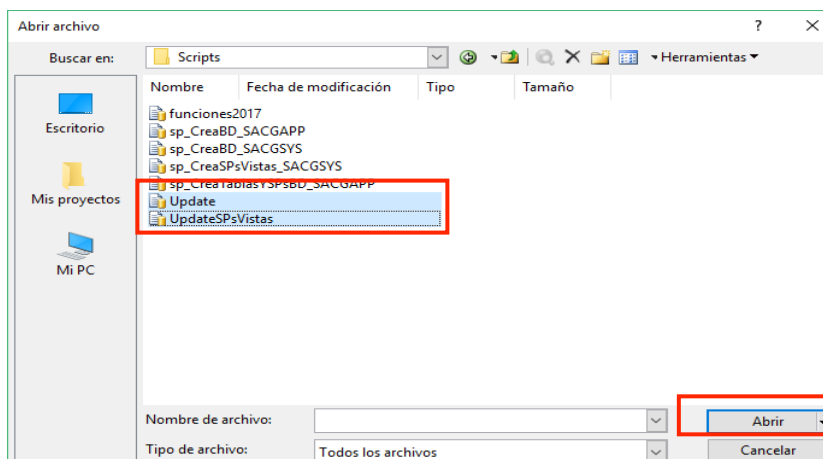 Abrir archivo
Buscar en: Scripts Herramientas
Nombre Fecha de modificación Tipo Tamaño
funciones2017
sp_CreaBD_SACGAPP
sp_CreaBD_SACGSYS
sp_CreaSPsVistas_SACGSYS
sp_CreaTablasYSPsBD_SACGAPP
Update
UpdateSPsVistas
Escritorio
Mis proyectos
Mi PC
Nombre de archivo: Abrir
Tipo de archivo: Todos los archivos Cancelar